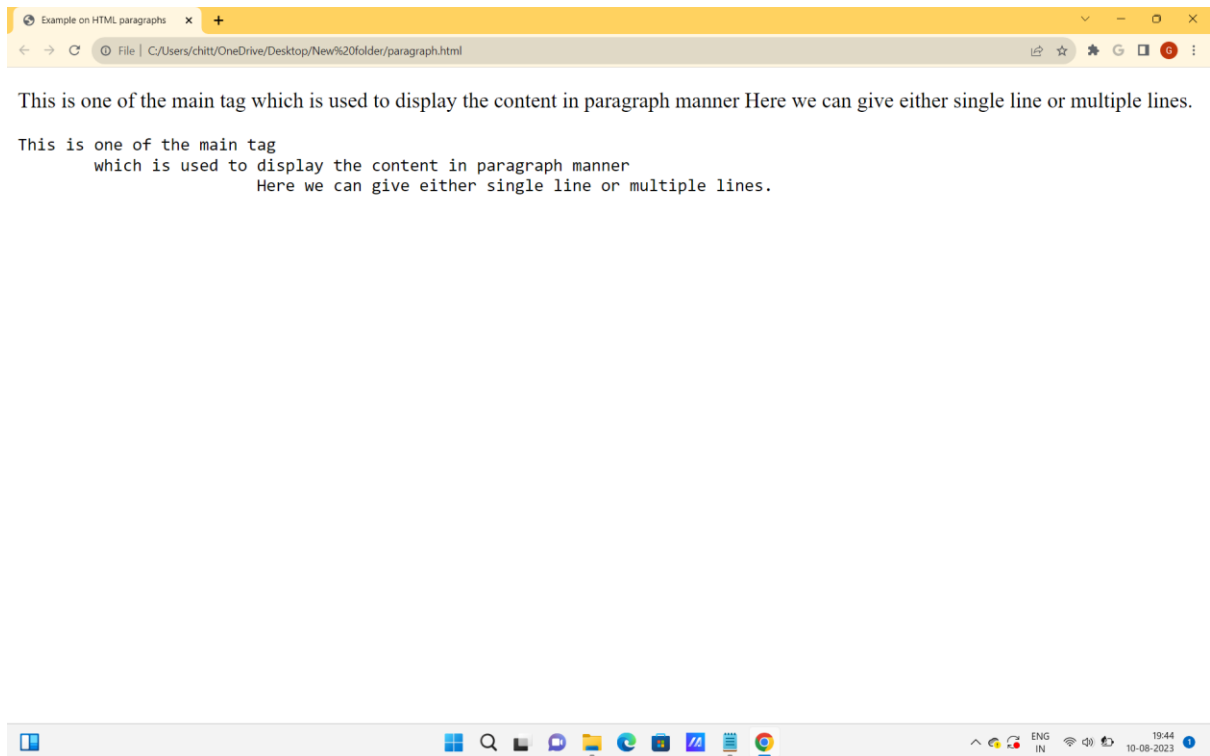 Example on HTML paragraphs
File | C:/Users/chitt/OneDrive/Desktop/New%20folder/paragraph.html
G
This is one of the main tag which is used to display the content in paragraph manner Here we can give either single line or multiple lines.
This is one of the main tag
which is used to display the content in paragraph manner
Here we can give either single line or multiple lines.
ENG
IN
19:44
10-08-2023
1